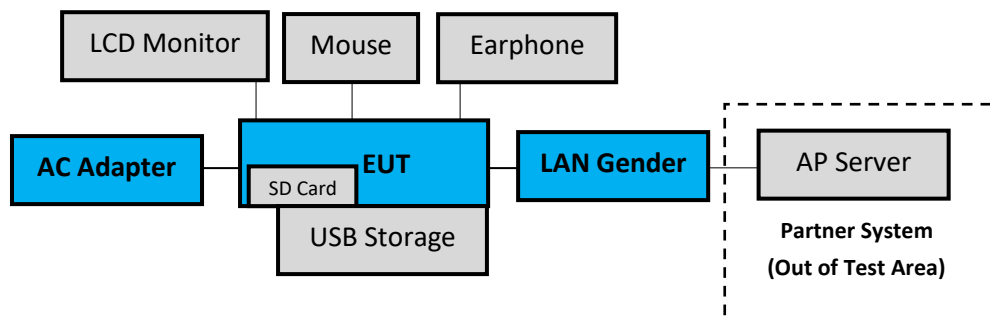 LCD Monitor
Mouse
Earphone
AC Adapter
EUT
LAN Gender
AP Server
SD Card
USB Storage
Partner System
(Out of Test Area)